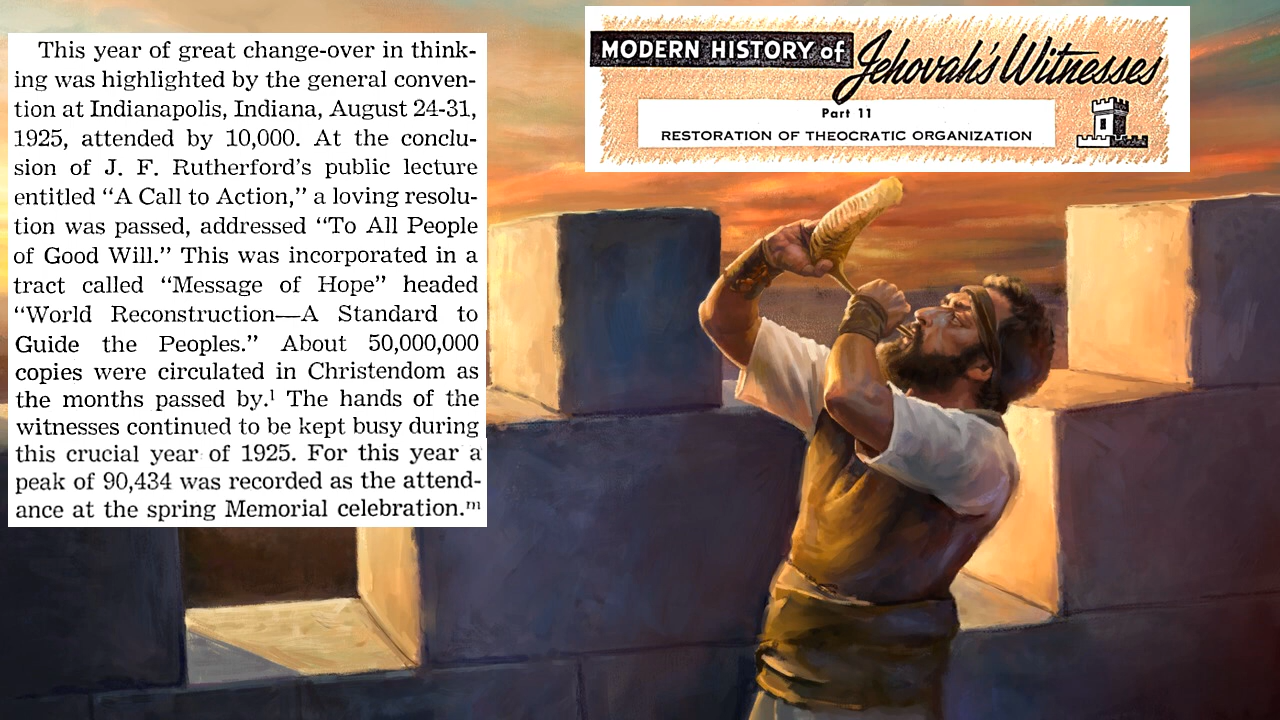 This year of great change-over in think-
ing was highlighted by the general conven-
tion at Indianapolis, Indiana, August 24-31,
1925, attended by 10,000. At the conclu-
sion of J. F. Rutherford's public lecture
entitled “A Call to Action,” a loving resolu-
tion was passed, addressed “To All People
of Good Will.” This was incorporated in a
tract called “Message of Hope” headed
“World Reconstruction—A Standard to
Guide the Peoples.” About 50,000,000
copies were circulated in Christendom as
the months passed by.¹ The hands of the
witnesses continued to be kept busy during
this crucial year of 1925. For this year a
peak of 90,434 was recorded as the attend-
ance at the spring Memorial celebration.ᵐ
MODERN HISTORY of Jehovah's Witnesses
Part 11
RESTORATION OF THEOCRATIC ORGANIZATION